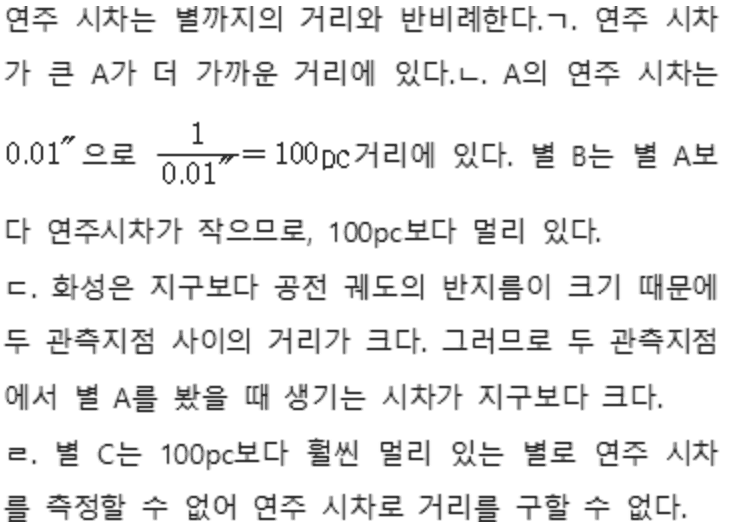 연주 시차는 별까지의 거리와 반비례한다.ㄱ. 연주 시차
가 큰 A가 더 가까운 거리에 있다.ㄴ. A의 연주 시차는
0.01″으로 1/0.01″ = 100pc거리에 있다. 별 B는 별 A보
다 연주시차가 작으므로, 100pc보다 멀리 있다.
ㄷ. 화성은 지구보다 공전 궤도의 반지름이 크기 때문에
두 관측지점 사이의 거리가 크다. 그러므로 두 관측지점
에서 별 A를 봤을 때 생기는 시차가 지구보다 크다.
ㄹ. 별 C는 100pc보다 훨씬 멀리 있는 별로 연주 시차
를 측정할 수 없어 연주 시차로 거리를 구할 수 없다.